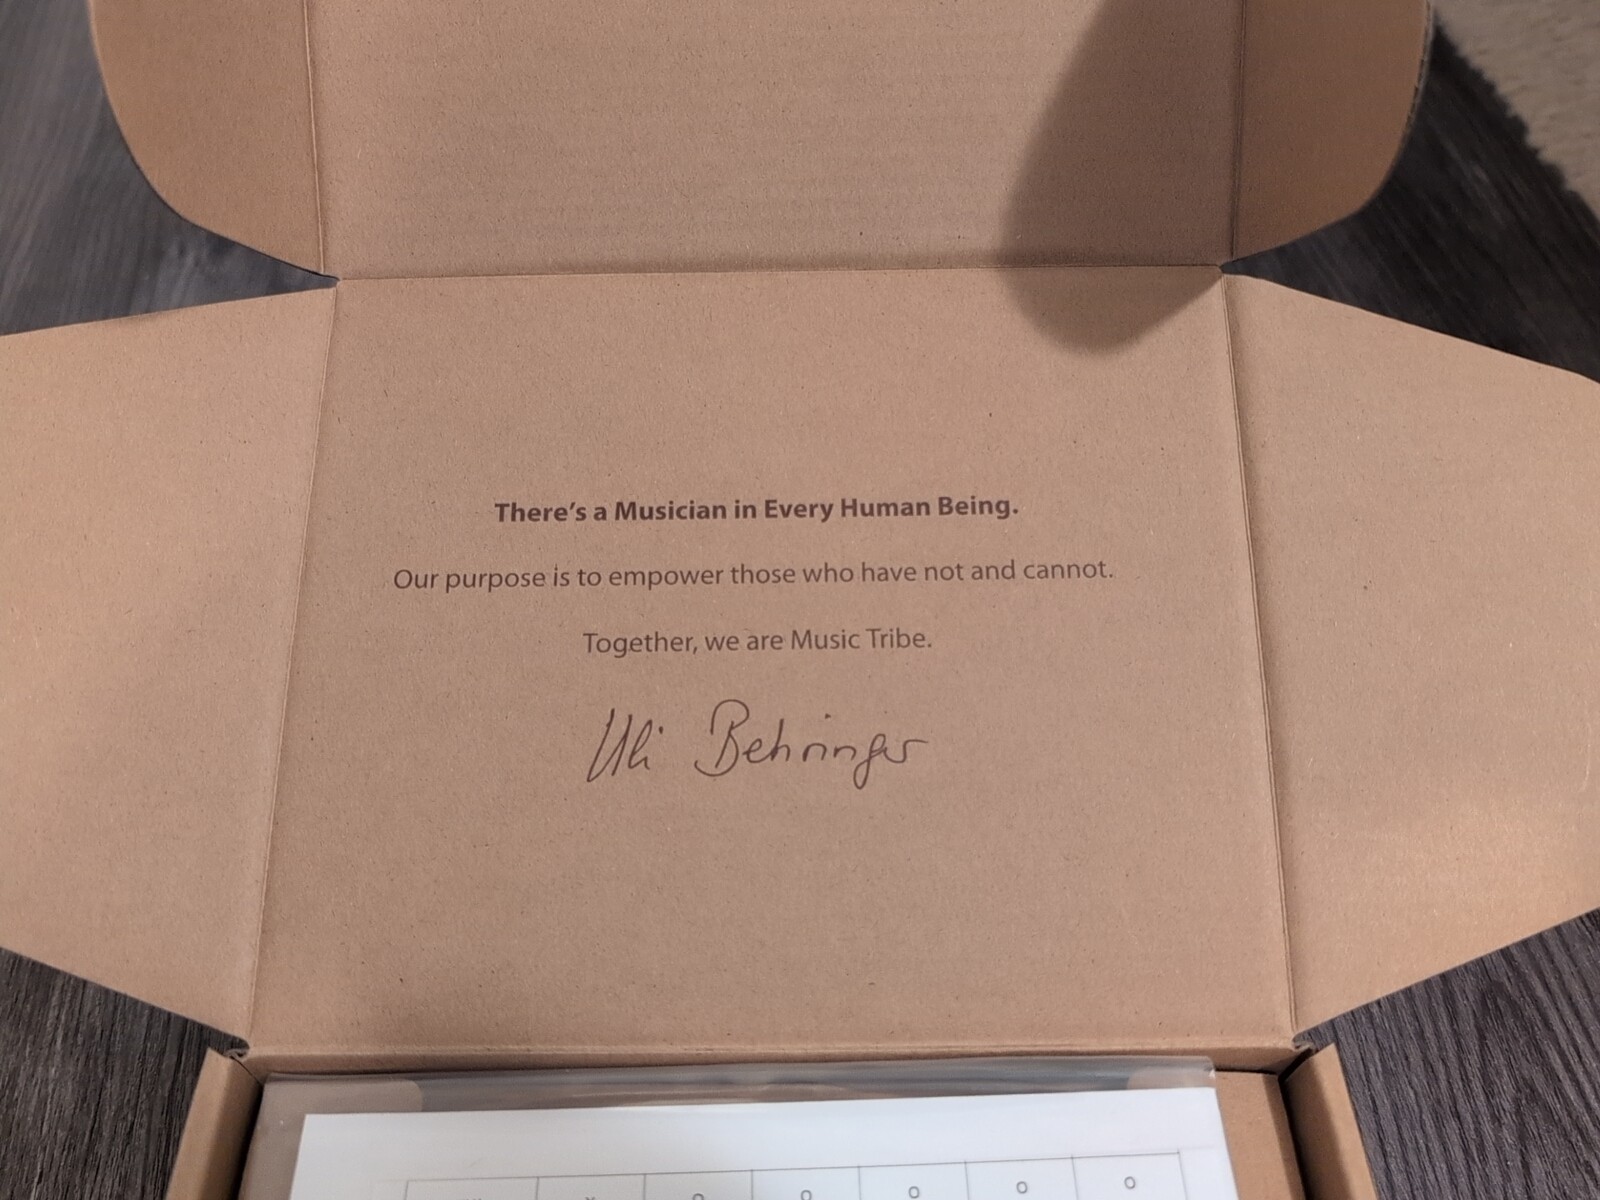 There's a Musician in Every Human Being.
Our purpose is to empower those who have not and cannot.
Together, we are Music Tribe.
Uli Behringer
O O O O O